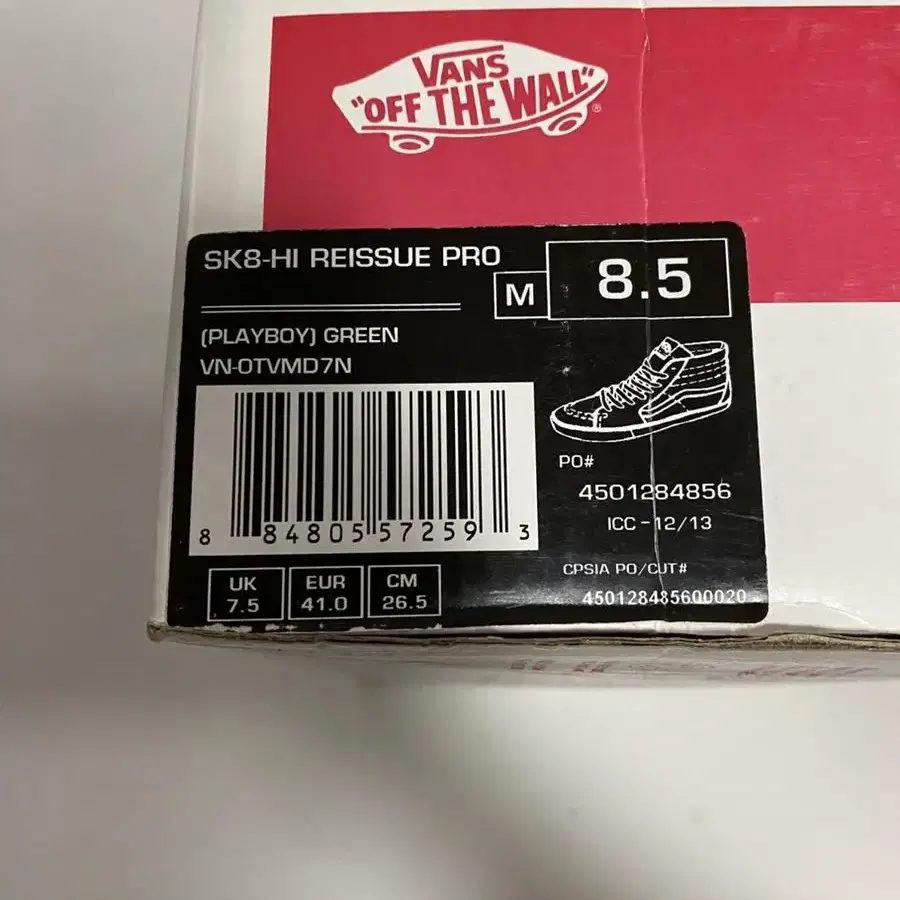 VANS
"OFF THE WALL"®
SK8-HI REISSUE PRO
M
8.5
(PLAYBOY) GREEN
VN-0TVMD7N
PO#
4501284856
ICC - 12/13
8 84805 57259 3
CPSIA PO/CUT#
450128485600020
UK
7.5
EUR
41.0
CM
26.5